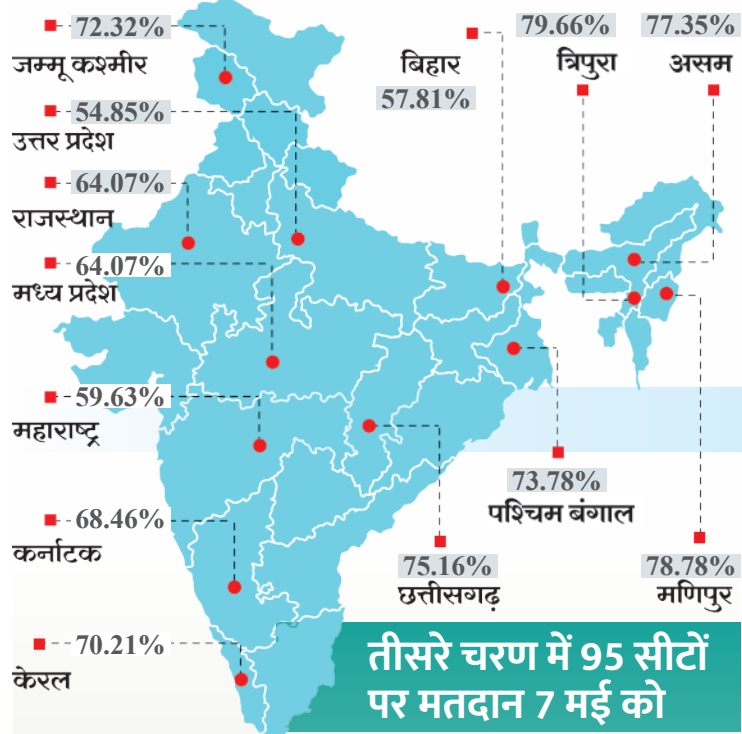 72.32%
जम्मू कश्मीर
54.85%
उत्तर प्रदेश
64.07%
राजस्थान
64.07%
मध्य प्रदेश
59.63%
महाराष्ट्र
68.46%
कर्नाटक
70.21%
केरल
बिहार
57.81%
79.66%
त्रिपुरा
77.35%
असम
73.78%
पश्चिम बंगाल
75.16%
छत्तीसगढ़
78.78%
मणिपुर
तीसरे चरण में 95 सीटों
पर मतदान 7 मई को